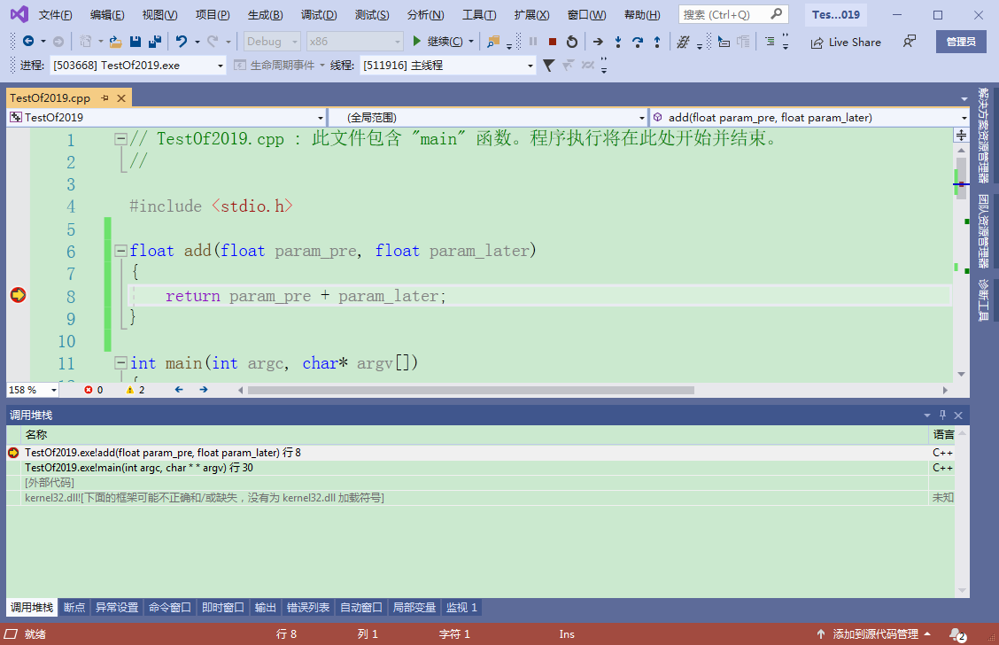 文件(F) 编辑(E) 视图(V) 项目(P) 生成(B) 调试(D) 测试(S) 分析(N) 工具(T) 扩展(X) 窗口(W) 帮助(H) 搜索 (Ctrl+Q) Tes...019
Debug x86 继续(C) Live Share 管理员
进程: [503668] TestOf2019.exe 生命周期事件 线程: [511916] 主线程
TestOf2019.cpp
TestOf2019 (全局范围) add(float param_pre, float param_later)
1 // TestOf2019.cpp : 此文件包含 "main" 函数。程序执行将在此处开始并结束。
2 //
3
4 #include <stdio.h>
5
6 float add(float param_pre, float param_later)
7 {
8 return param_pre + param_later;
9 }
10
11 int main(int argc, char* argv[])
12 {
158 % 0 2
解决方案资源管理器
团队资源管理器
诊断工具
调用堆栈
名称 语言
TestOf2019.exe!add(float param_pre, float param_later) 行 8 C++
TestOf2019.exe!main(int argc, char * * argv) 行 30 C++
[外部代码]
kernel32.dll![下面的框架可能不正确和/或缺失，没有为 kernel32.dll 加载符号] 未知
调用堆栈 断点 异常设置 命令窗口 即时窗口 输出 错误列表 自动窗口 局部变量 监视 1
就绪 行 8 列 1 字符 1 Ins 添加到源代码管理 2